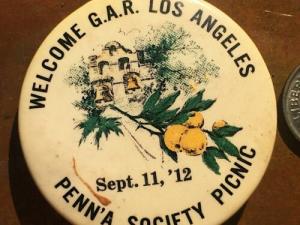 WELCOME G.A.R. LOS ANGELES
Sept. 11, '12
PENN'A SOCIETY PICNIC